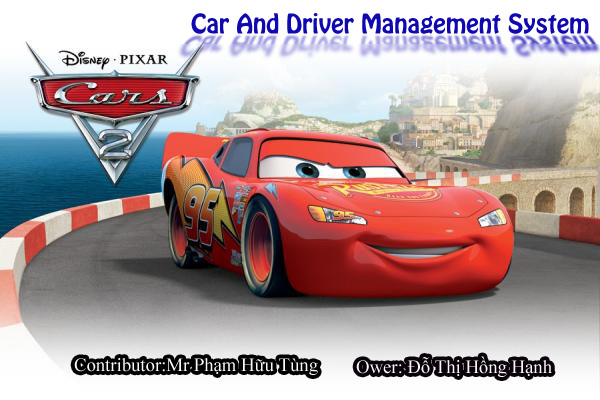 Car And Driver Management System
Disney · PIXAR
Cars
2
95
Contributor:Mr Phạm Hữu Tùng
Ower: Đỗ Thị Hồng Hạnh